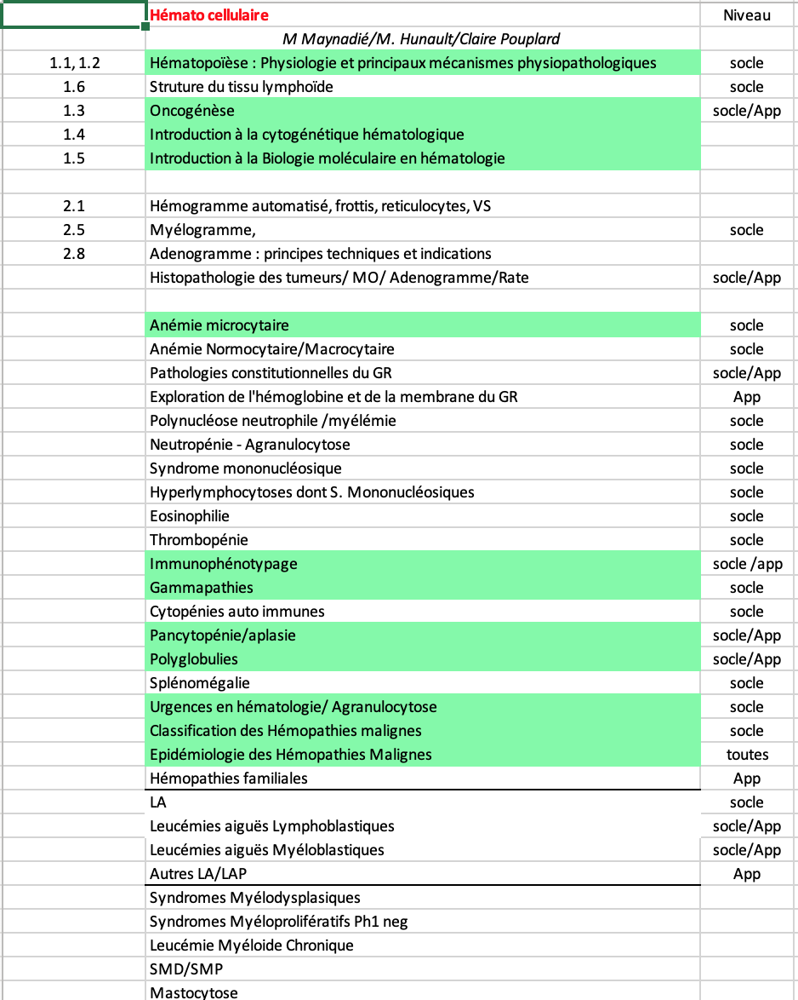 Hémato cellulaire Niveau
M Maynadié/M. Hunault/Claire Pouplard
1.1, 1.2 Hématopoïèse : Physiologie et principaux mécanismes physiopathologiques socle
1.6 Struture du tissu lymphoïde socle
1.3 Oncogénèse socle/App
1.4 Introduction à la cytogénétique hématologique
1.5 Introduction à la Biologie moléculaire en hématologie
2.1 Hémogramme automatisé, frottis, reticulocytes, VS
2.5 Myélogramme, socle
2.8 Adenogramme : principes techniques et indications
Histopathologie des tumeurs/ MO/ Adenogramme/Rate socle/App
Anémie microcytaire socle
Anémie Normocytaire/Macrocytaire socle
Pathologies constitutionnelles du GR socle/App
Exploration de l'hémoglobine et de la membrane du GR App
Polynucléose neutrophile /myélémie socle
Neutropénie - Agranulocytose socle
Syndrome mononucléosique socle
Hyperlymphocytoses dont S. Mononucléosiques socle
Eosinophilie socle
Thrombopénie socle
Immunophénotypage socle /app
Gammapathies socle
Cytopénies auto immunes socle
Pancytopénie/aplasie socle/App
Polyglobulies socle/App
Splénomégalie socle
Urgences en hématologie/ Agranulocytose socle
Classification des Hémopathies malignes socle
Epidémiologie des Hémopathies Malignes toutes
Hémopathies familiales App
LA socle
Leucémies aiguës Lymphoblastiques socle/App
Leucémies aiguës Myéloblastiques socle/App
Autres LA/LAP App
Syndromes Myélodysplasiques
Syndromes Myéloprolifératifs Ph1 neg
Leucémie Myéloide Chronique
SMD/SMP
Mastocytose